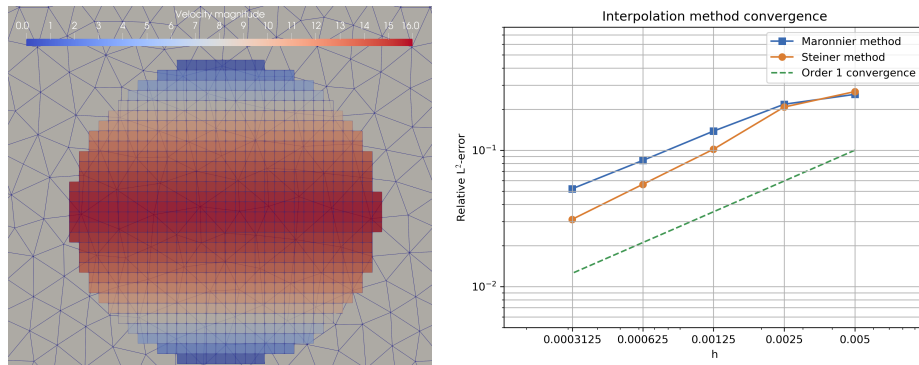 Velocity magnitude
0.0 1 2 3 4 5 6 7 8 9 10 11 12 13 14 15 16.0
Interpolation method convergence
Maronnier method
Steiner method
Order 1 convergence
Relative L²-error
10⁻¹
10⁻²
0.0003125 0.000625 0.00125 0.0025 0.005
h